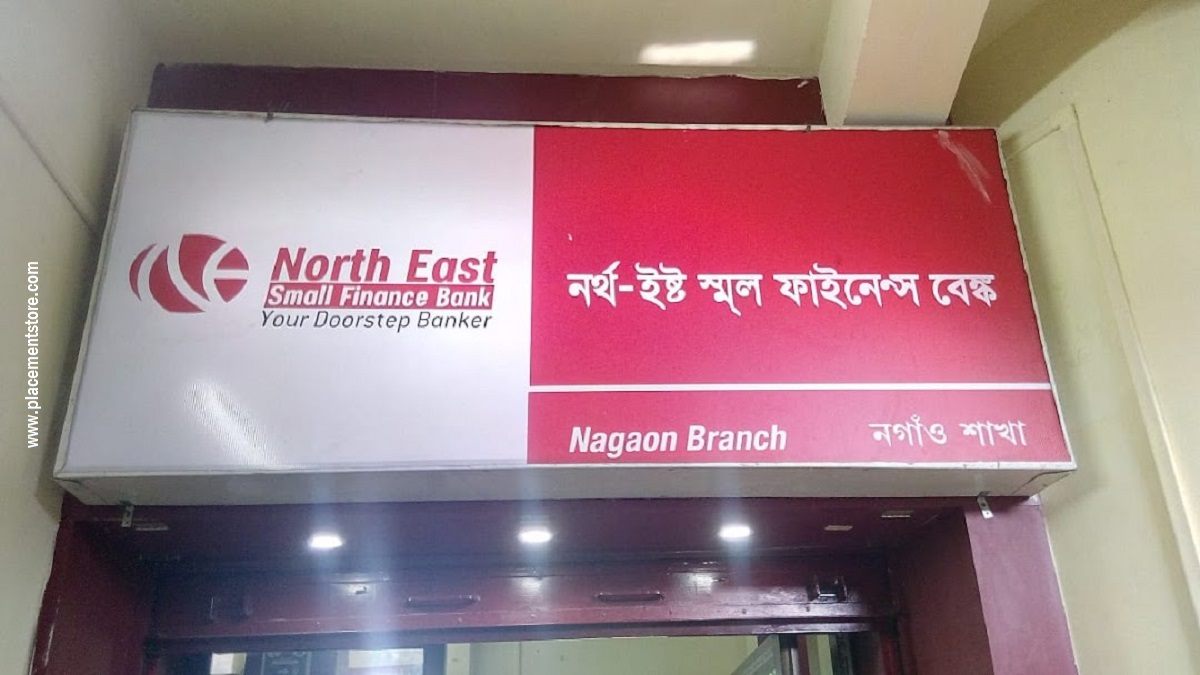 North East
Small Finance Bank
Your Doorstep Banker
নৰ্থ-ইষ্ট স্মল ফাইনেন্স বেঙ্ক
Nagaon Branch
নগাঁও শাখা
www.placementstore.com